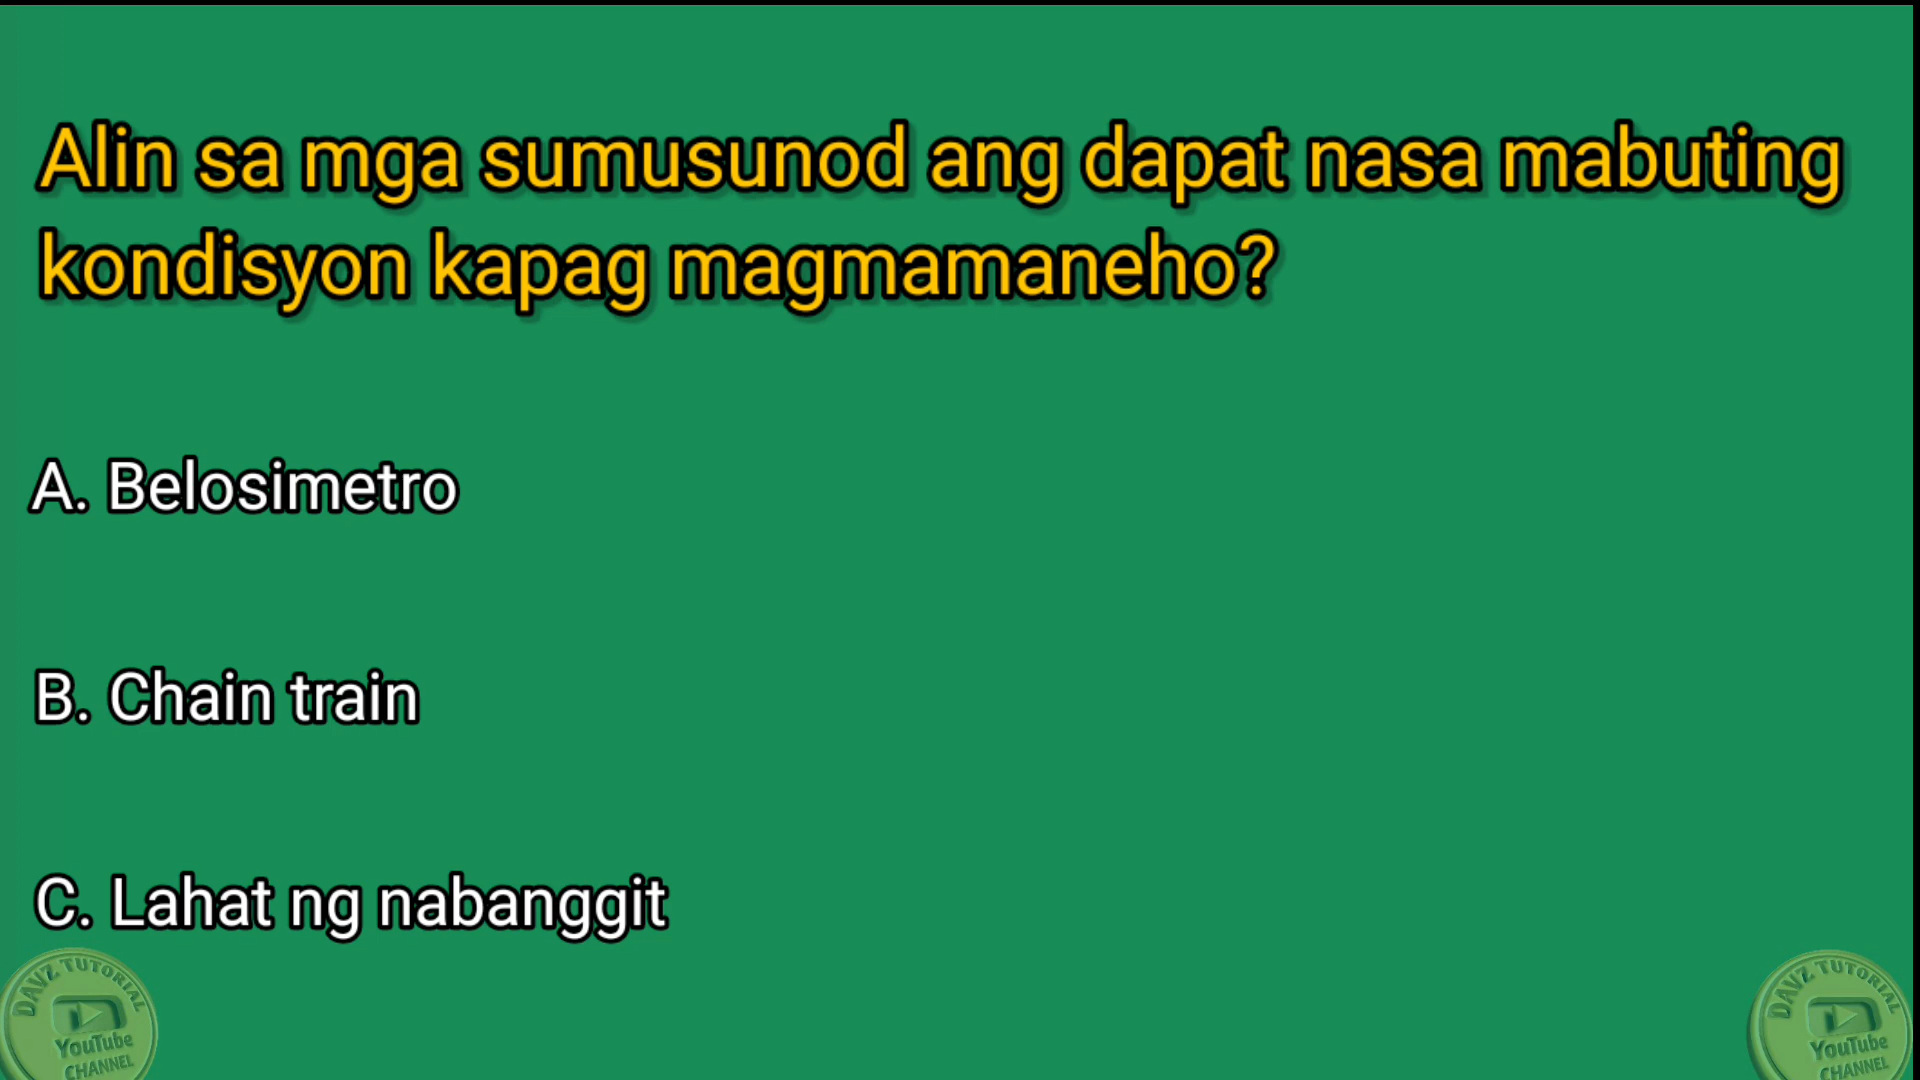 Alin sa mga sumusunod ang dapat nasa mabuting
kondisyon kapag magmamaneho?
A. Belosimetro
B. Chain train
C. Lahat ng nabanggit
DAVZ TUTORIAL
YouTube
CHANNEL
DAVZ TUTORIAL
YouTube
CHANNEL